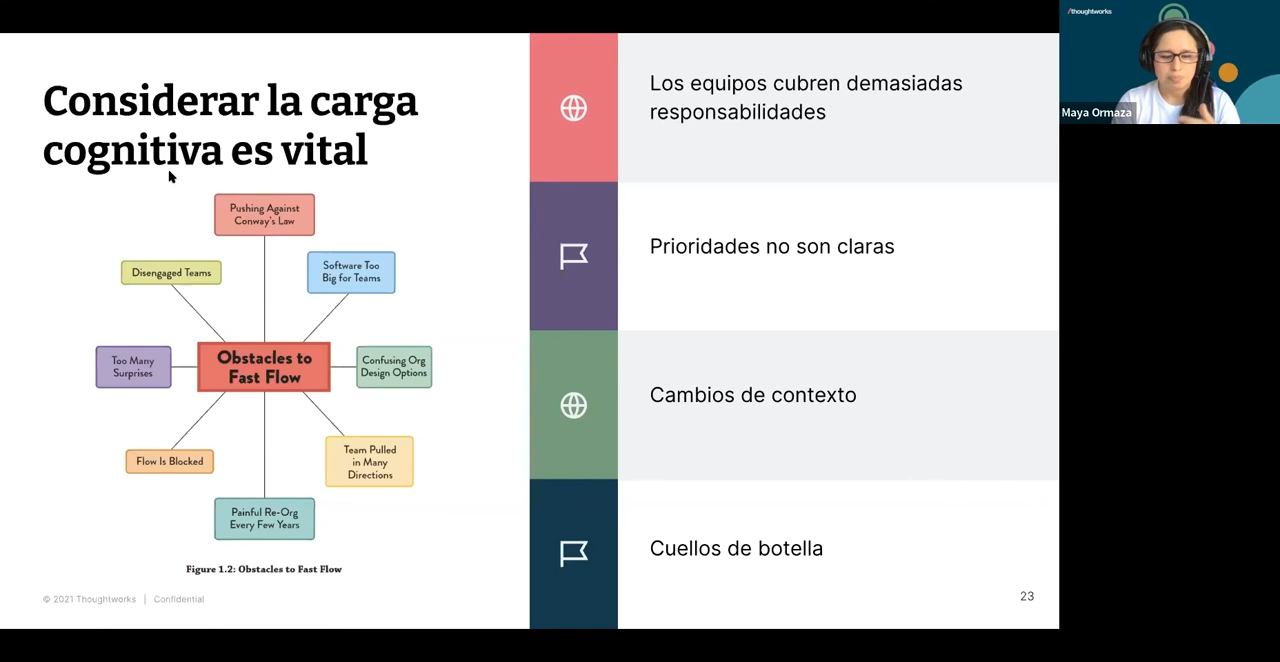 Considerar la carga
cognitiva es vital
Pushing Against
Conway's Law
Disengaged Teams
Software Too
Big for Teams
Too Many
Surprises
Obstacles to
Fast Flow
Confusing Org
Design Options
Flow Is Blocked
Team Pulled
in Many
Directions
Painful Re-Org
Every Few Years
Figure 1.2: Obstacles to Fast Flow
© 2021 Thoughtworks | Confidential
Los equipos cubren demasiadas
responsabilidades
Prioridades no son claras
Cambios de contexto
Cuellos de botella
23
/thoughtworks
Maya Ormaza